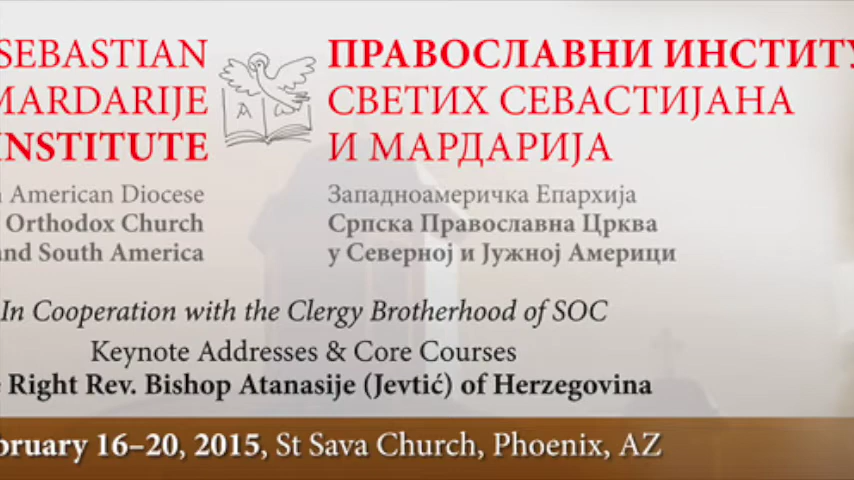 SEBASTIAN
MARDARIJE
INSTITUTE
American Diocese
Orthodox Church
and South America
ПРАВОСЛАВНИ
СВЕТИХ СЕВАСТИЈАНА
И МАРДАРИЈА
Западноамеричка Епархија
Српска Православна Црква
у Северној и Јужној Америци
A Ω
In Cooperation with the Clergy Brotherhood of SOC
Keynote Addresses & Core Courses
Right Rev. Bishop Atanasije (Jevtić) of Herzegovina
16–20, 2015, St Sava Church, Phoenix, AZ